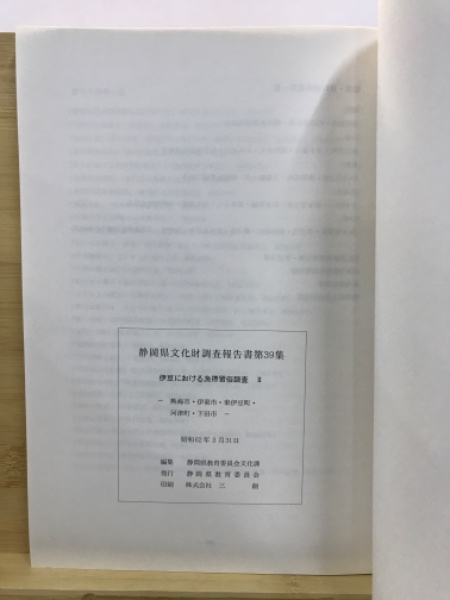 静岡県文化財調査報告書第39集
伊豆における漁撈習俗調査 Ⅱ
― 熱海市・伊東市・東伊豆町・
河津町・下田市 ―
昭和62年3月31日
編集 静岡県教育委員会文化課
発行 静岡県教育委員会
印刷 株式会社 三創